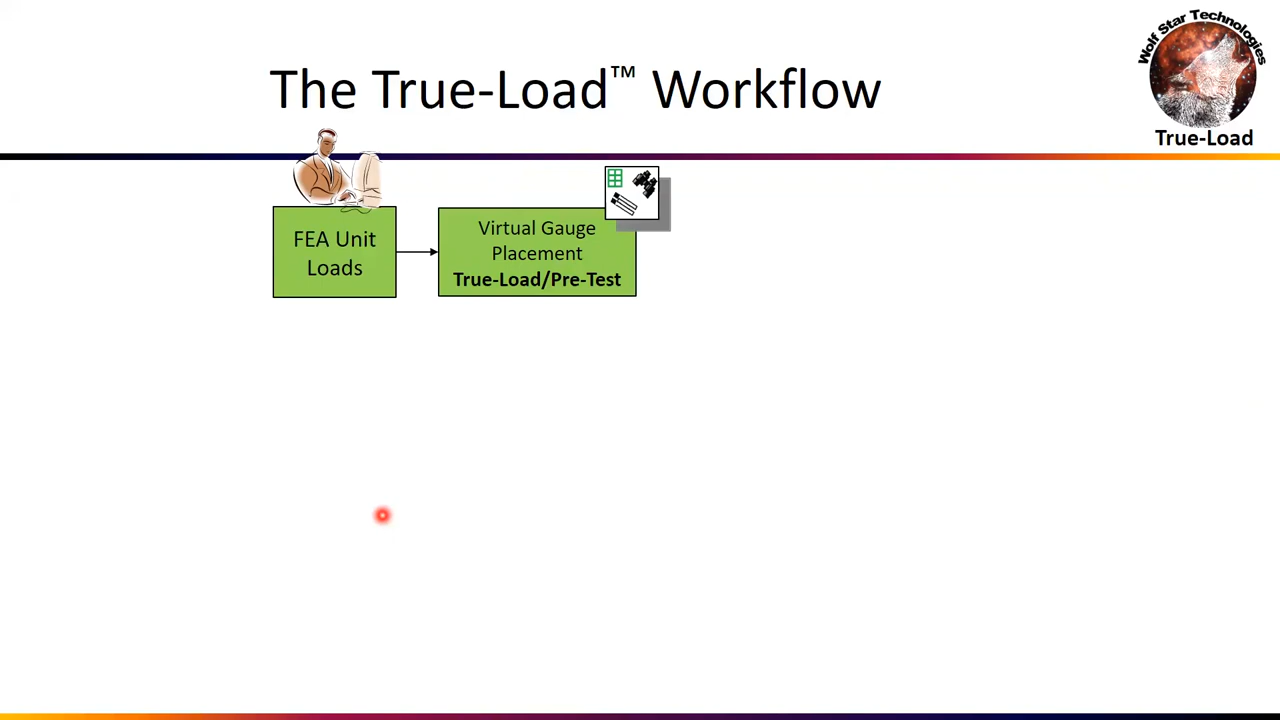 Wolf Star Technologies
True-Load
The True-Load™ Workflow
FEA Unit
Loads
Virtual Gauge
Placement
True-Load/Pre-Test